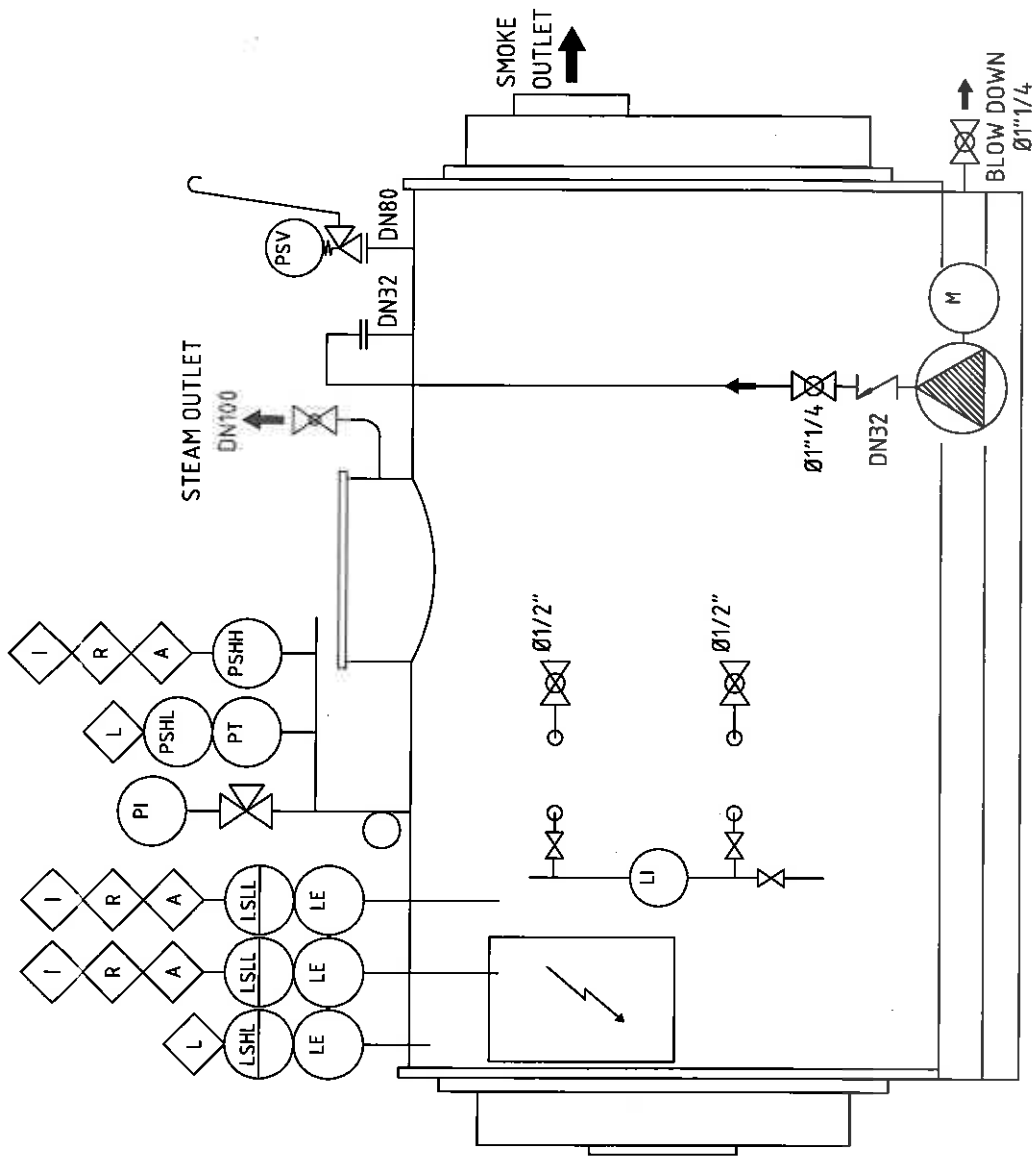 I
R
A
LSLL
LE
I
R
A
LSLL
LE
L
LSHL
LE
PI
L
PSHL
PT
I
R
A
PSHH
STEAM OUTLET
DN100
DN32
PSV
DN80
SMOKE
OUTLET
LI
Ø1/2"
Ø1/2"
Ø1"1/4
DN32
M
BLOW DOWN
Ø1"1/4